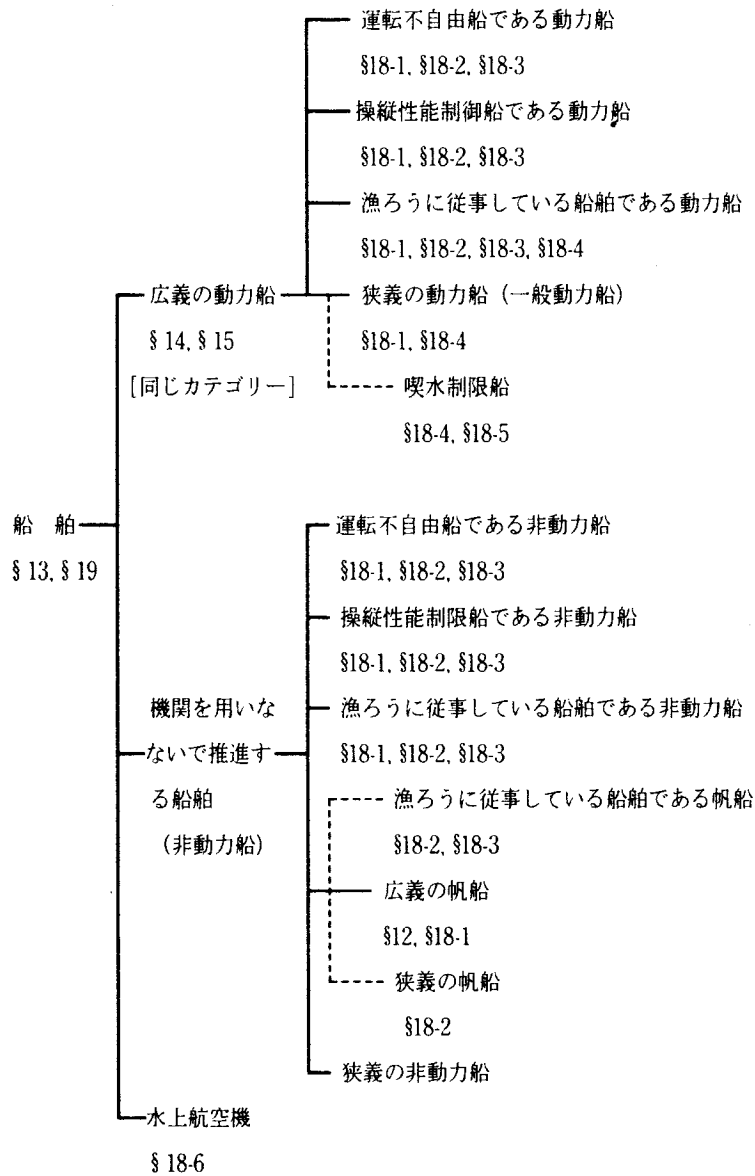 運転不自由船である動力船
§18-1, §18-2, §18-3
操縦性能制御船である動力船
§18-1, §18-2, §18-3
漁ろうに従事している船舶である動力船
§18-1, §18-2, §18-3, §18-4
広義の動力船
§ 14, § 15
[同じカテゴリー]
狭義の動力船（一般動力船）
§18-1, §18-4
喫水制限船
§18-4, §18-5
船 舶
§ 13, § 19
運転不自由船である非動力船
§18-1, §18-2, §18-3
操縦性能制限船である非動力船
§18-1, §18-2, §18-3
機関を用いな
ないで推進す
る船舶
（非動力船）
漁ろうに従事している船舶である非動力船
§18-1, §18-2, §18-3
漁ろうに従事している船舶である帆船
§18-2, §18-3
広義の帆船
§12, §18-1
狭義の帆船
§18-2
狭義の非動力船
水上航空機
§ 18-6